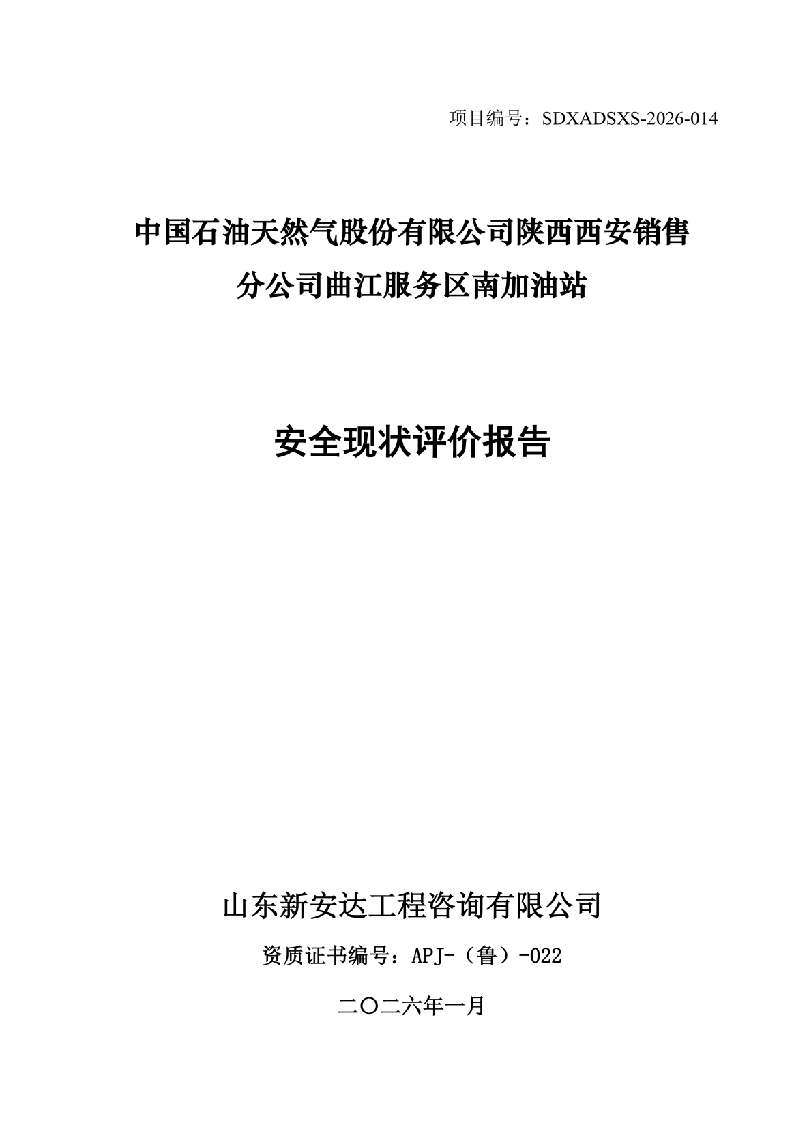 项目编号：SDXADSXS-2026-014
中国石油天然气股份有限公司陕西西安销售
分公司曲江服务区南加油站
安全现状评价报告
山东新安达工程咨询有限公司
资质证书编号：APJ-（鲁）-022
二〇二六年一月